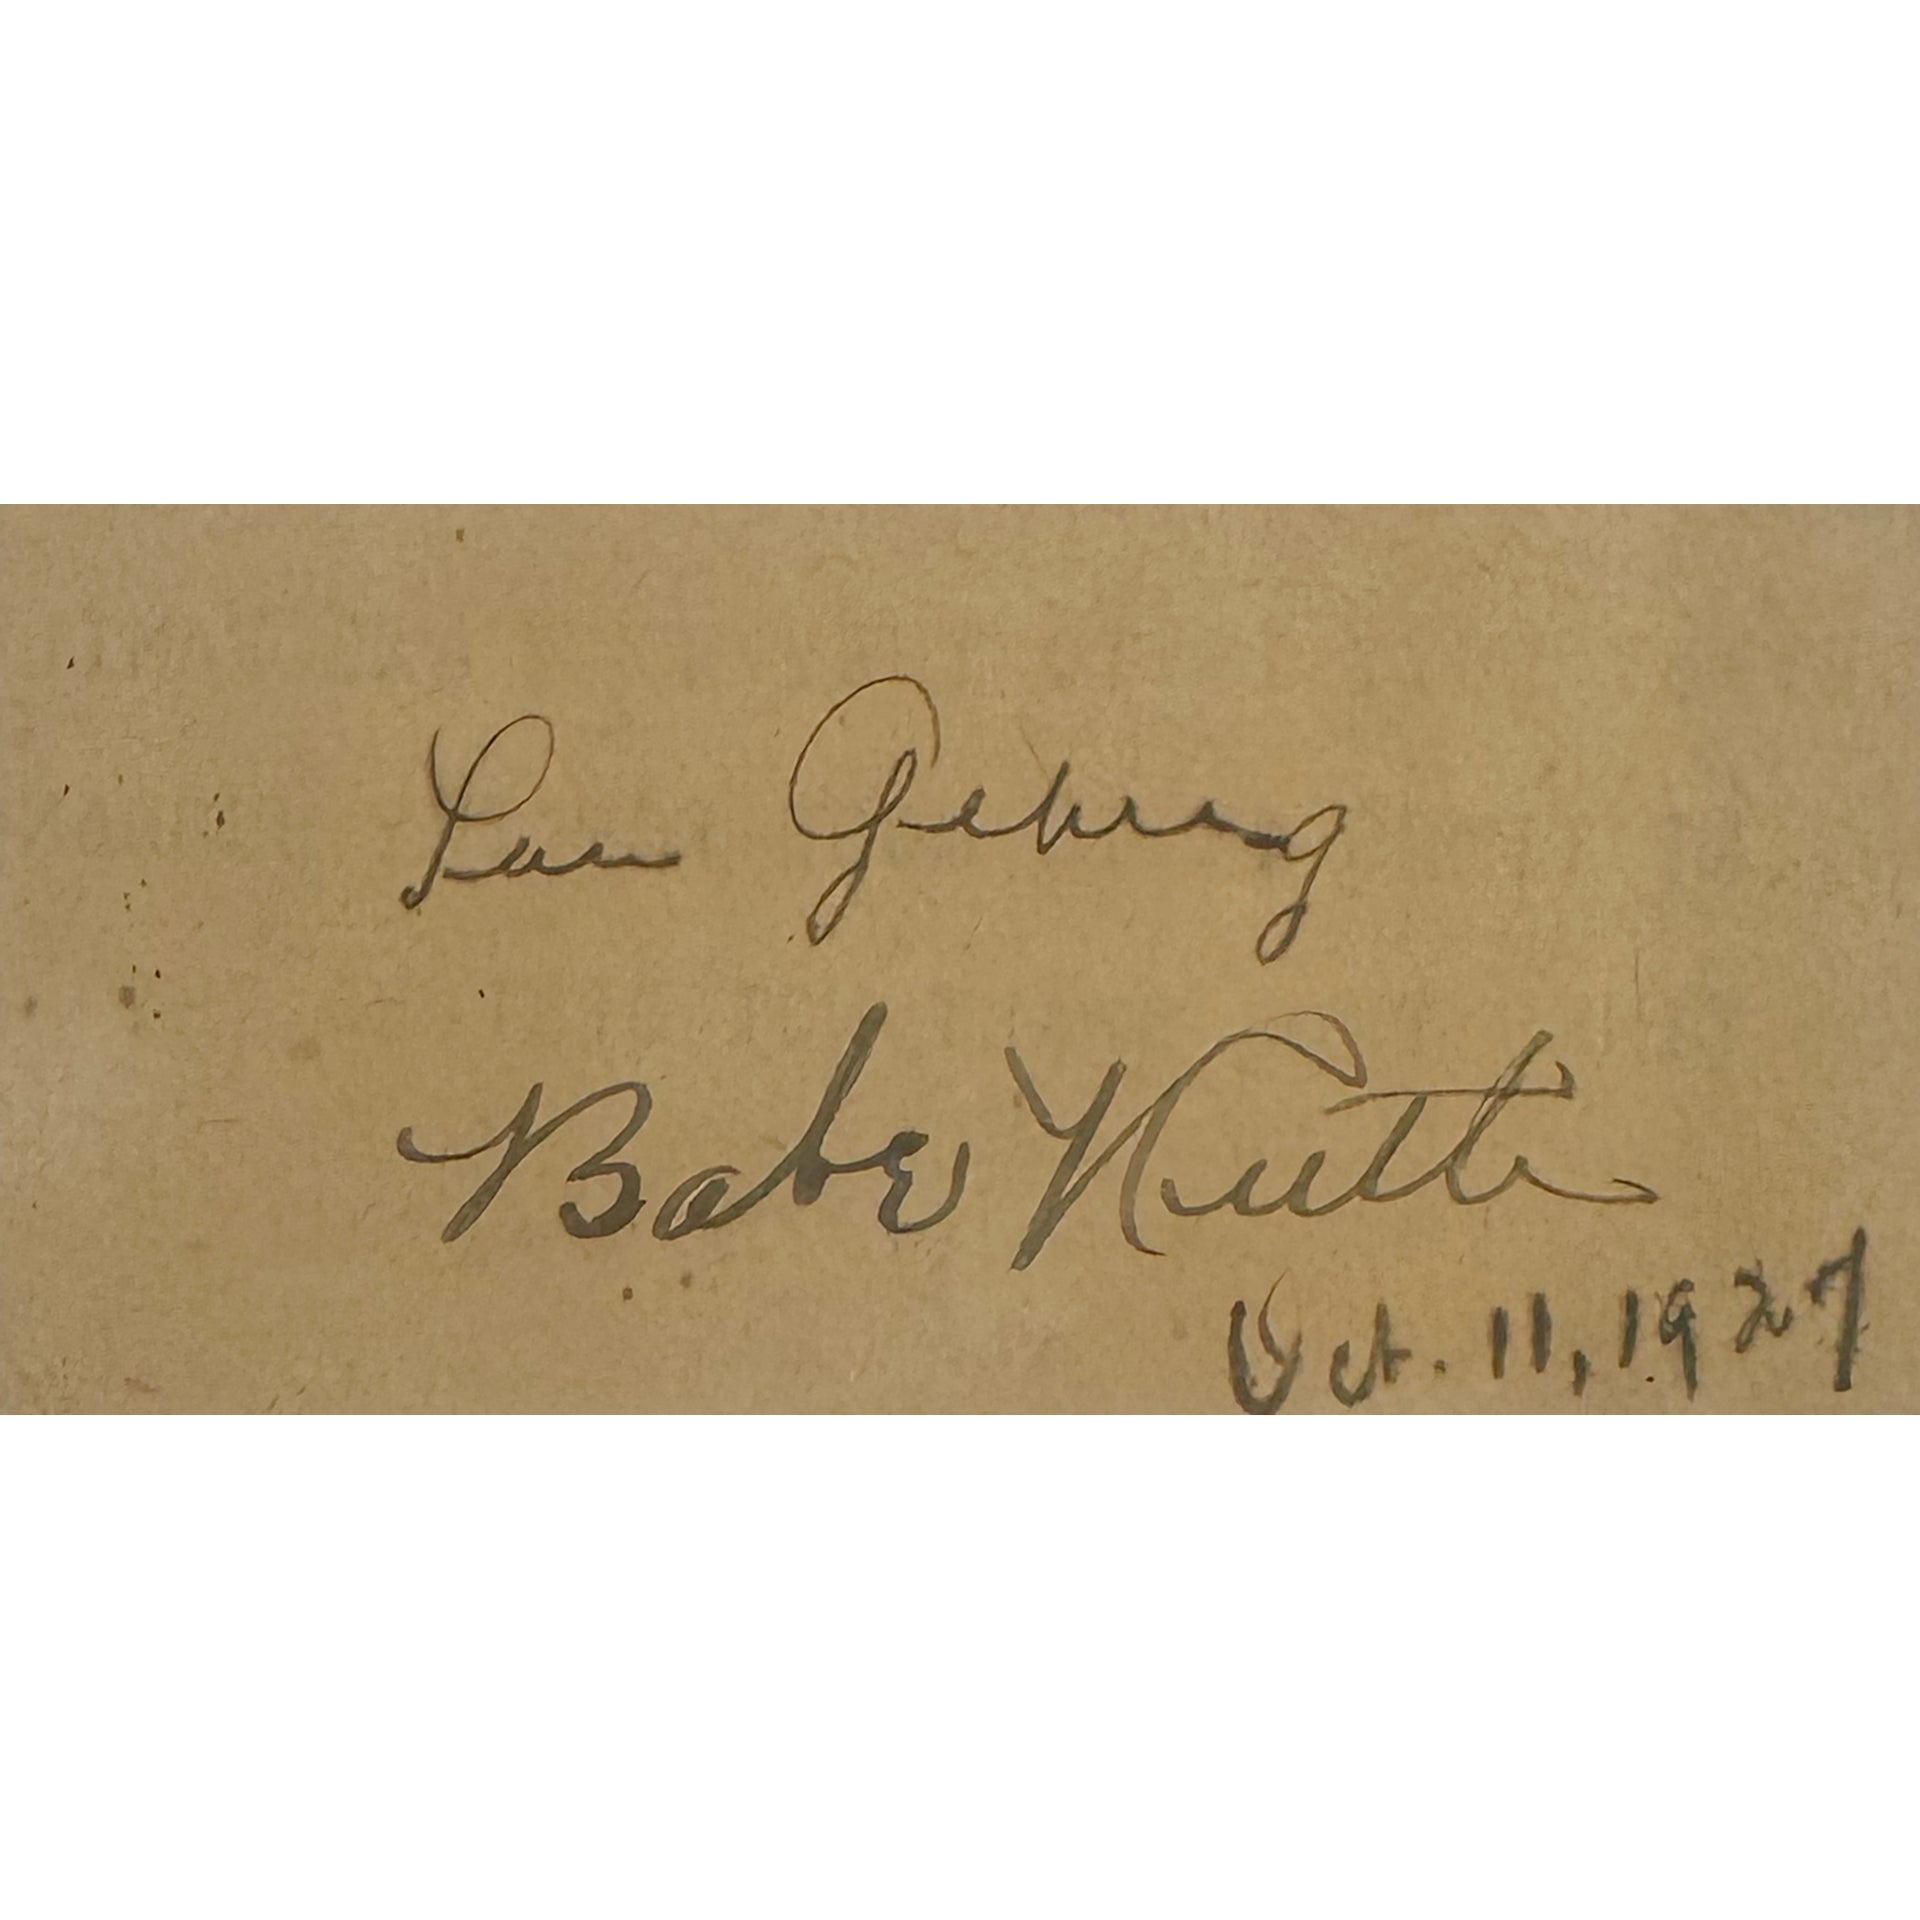 Lou Gehrig
Babe Ruth
Oct. 11, 1927